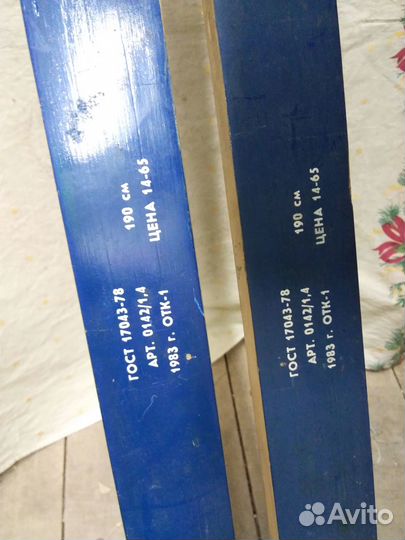 190 см
ЦЕНА 14-65
ГОСТ 17043-78
АРТ. 0142/1,4
1983 г. ОТК-1
190 см
ЦЕНА 14-65
ГОСТ 17043-78
АРТ. 0142/1,4
1983 г. ОТК-1
Avito